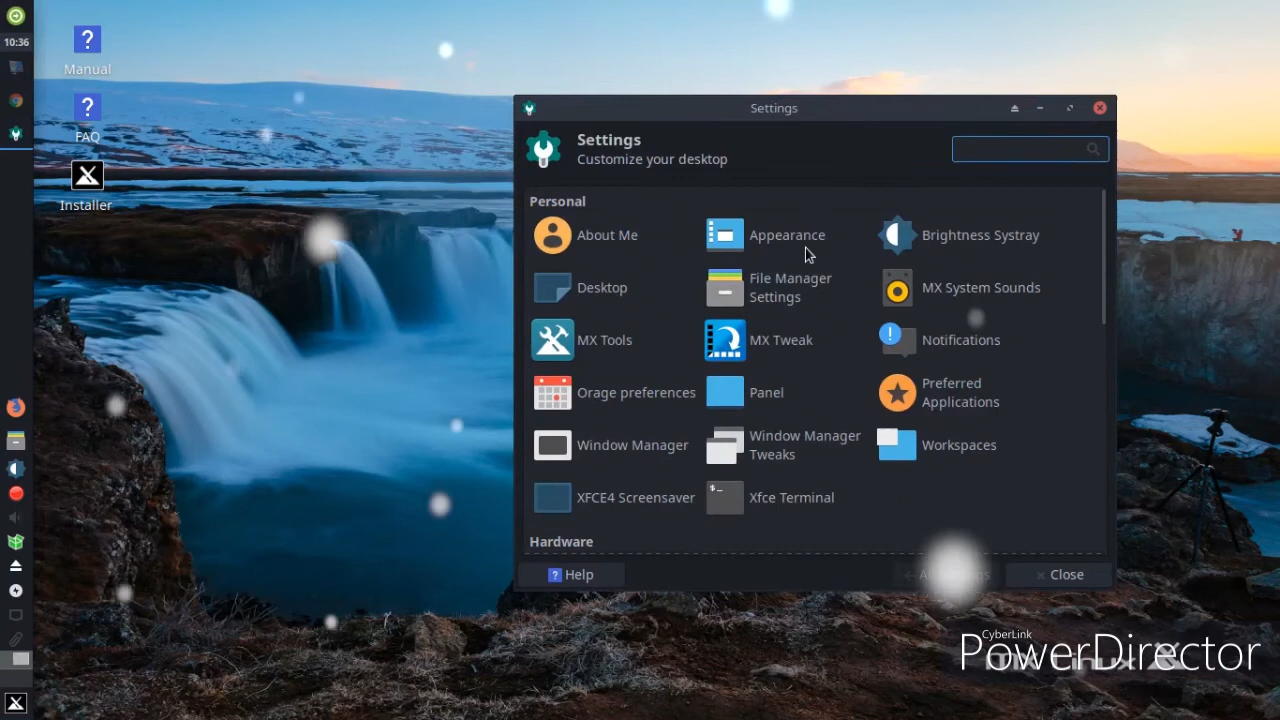 10:36
Manual
FAQ
Installer
Settings
Settings
Customize your desktop
Personal
About Me
Appearance
Brightness Systray
Desktop
File Manager
Settings
MX System Sounds
MX Tools
MX Tweak
Notifications
Orage preferences
Panel
Preferred
Applications
Window Manager
Window Manager
Tweaks
Workspaces
XFCE4 Screensaver
Xfce Terminal
Hardware
Help
Close
CyberLink
PowerDirector